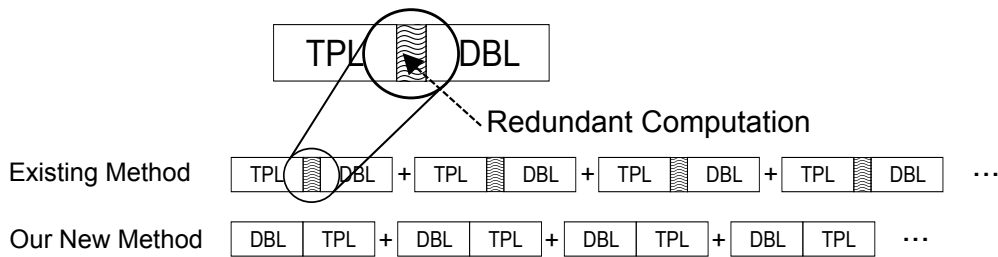 TPL DBL
Redundant Computation
Existing Method TPL DBL + TPL DBL + TPL DBL + TPL DBL ...
Our New Method DBL TPL + DBL TPL + DBL TPL + DBL TPL ...